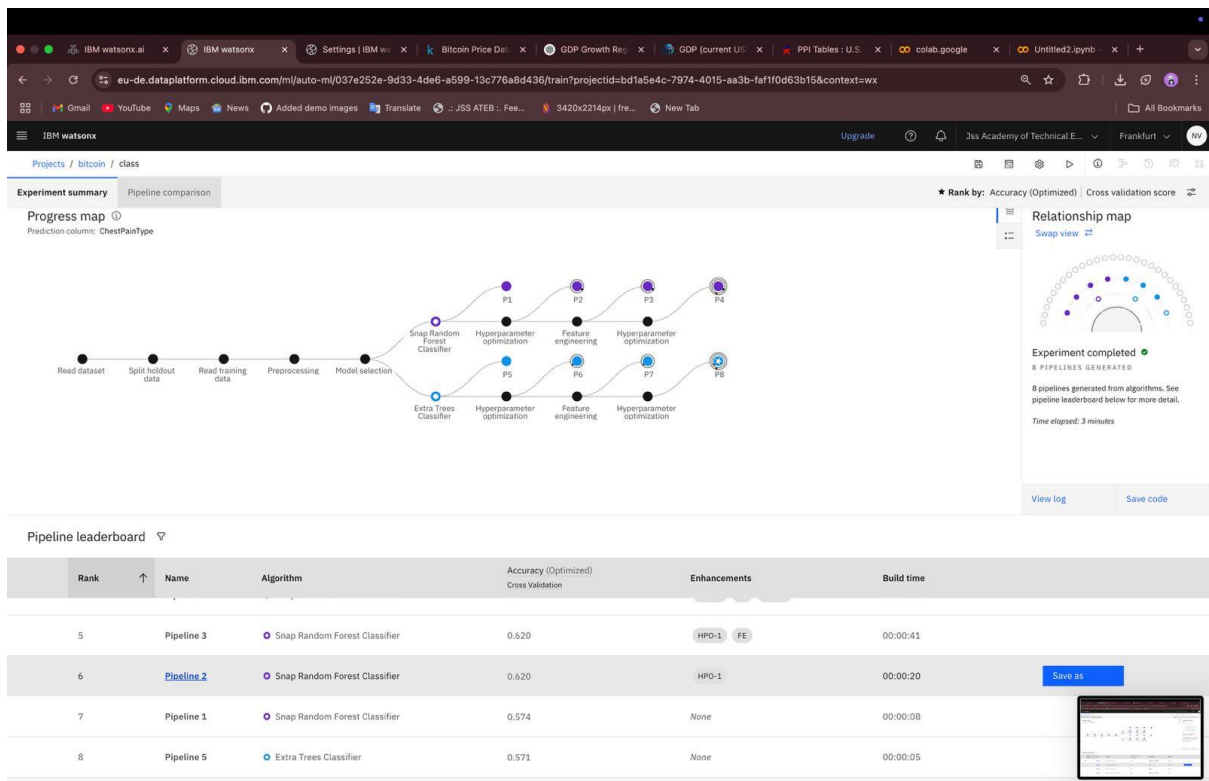 IBM watsonx.ai
IBM watsonx
Settings | IBM wa
Bitcoin Price Dat
GDP Growth Reg
GDP (current US
PPI Tables : U.S.
colab.google
Untitled2.ipynb -
eu-de.dataplatform.cloud.ibm.com/ml/auto-ml/037e252e-9d33-4de6-a599-13c776a8d436/train?projectid=bd1a5e4c-7974-4015-aa3b-faf1f0d63b15&context=wx
Gmail YouTube Maps News Added demo images Translate .: JSS ATEB :. Fee... 3420x2214px | fre... New Tab All Bookmarks
IBM watsonx Upgrade Jss Academy of Technical E... Frankfurt NV
Projects / bitcoin / class
Experiment summary Pipeline comparison Rank by: Accuracy (Optimized) | Cross validation score
Progress map
Prediction column: ChestPainType
Relationship map
Swap view
P1 P2 P3 P4
Snap Random Forest Classifier
Hyperparameter optimization
Feature engineering
Hyperparameter optimization
Read dataset
Split holdout data
Read training data
Preprocessing
Model selection
P5 P6 P7 P8
Extra Trees Classifier
Hyperparameter optimization
Feature engineering
Hyperparameter optimization
Experiment completed
8 PIPELINES GENERATED
8 pipelines generated from algorithms. See
pipeline leaderboard below for more detail.
Time elapsed: 3 minutes
View log Save code
Pipeline leaderboard
Rank Name Algorithm Accuracy (Optimized) Cross Validation Enhancements Build time
5 Pipeline 3 Snap Random Forest Classifier 0.620 HPO-1 FE 00:00:41
6 Pipeline 2 Snap Random Forest Classifier 0.620 HPO-1 00:00:20 Save as
7 Pipeline 1 Snap Random Forest Classifier 0.574 None 00:00:08
8 Pipeline 5 Extra Trees Classifier 0.571 None 00:00:05